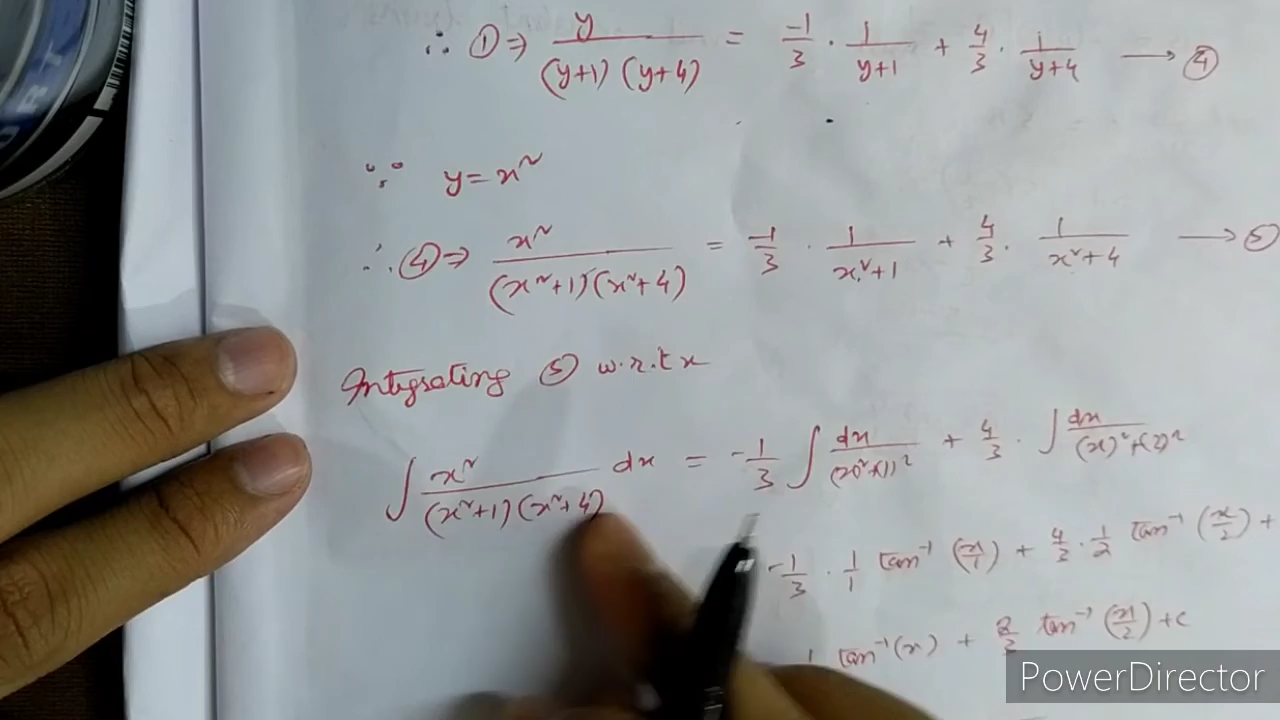 ∴ ① ⇒ y/((y+1)(y+4)) = -1/3 · 1/(y+1) + 4/3 · 1/(y+4) → ④
∵ y = x²
∴ ④ ⇒ x²/((x²+1)(x²+4)) = -1/3 · 1/(x²+1) + 4/3 · 1/(x²+4) → ⑤
Integrating ⑤ w.r.t x
∫ x²/((x²+1)(x²+4)) dx = -1/3 ∫ dx/((x)²+(1)²) + 4/3 · ∫ dx/((x)²+(2)²)
-1/3 · 1/1 tan⁻¹(x/1) + 4/3 · 1/2 tan⁻¹(x/2) +
tan⁻¹(x) + 2/3 tan⁻¹(x/2) + c
PowerDirector